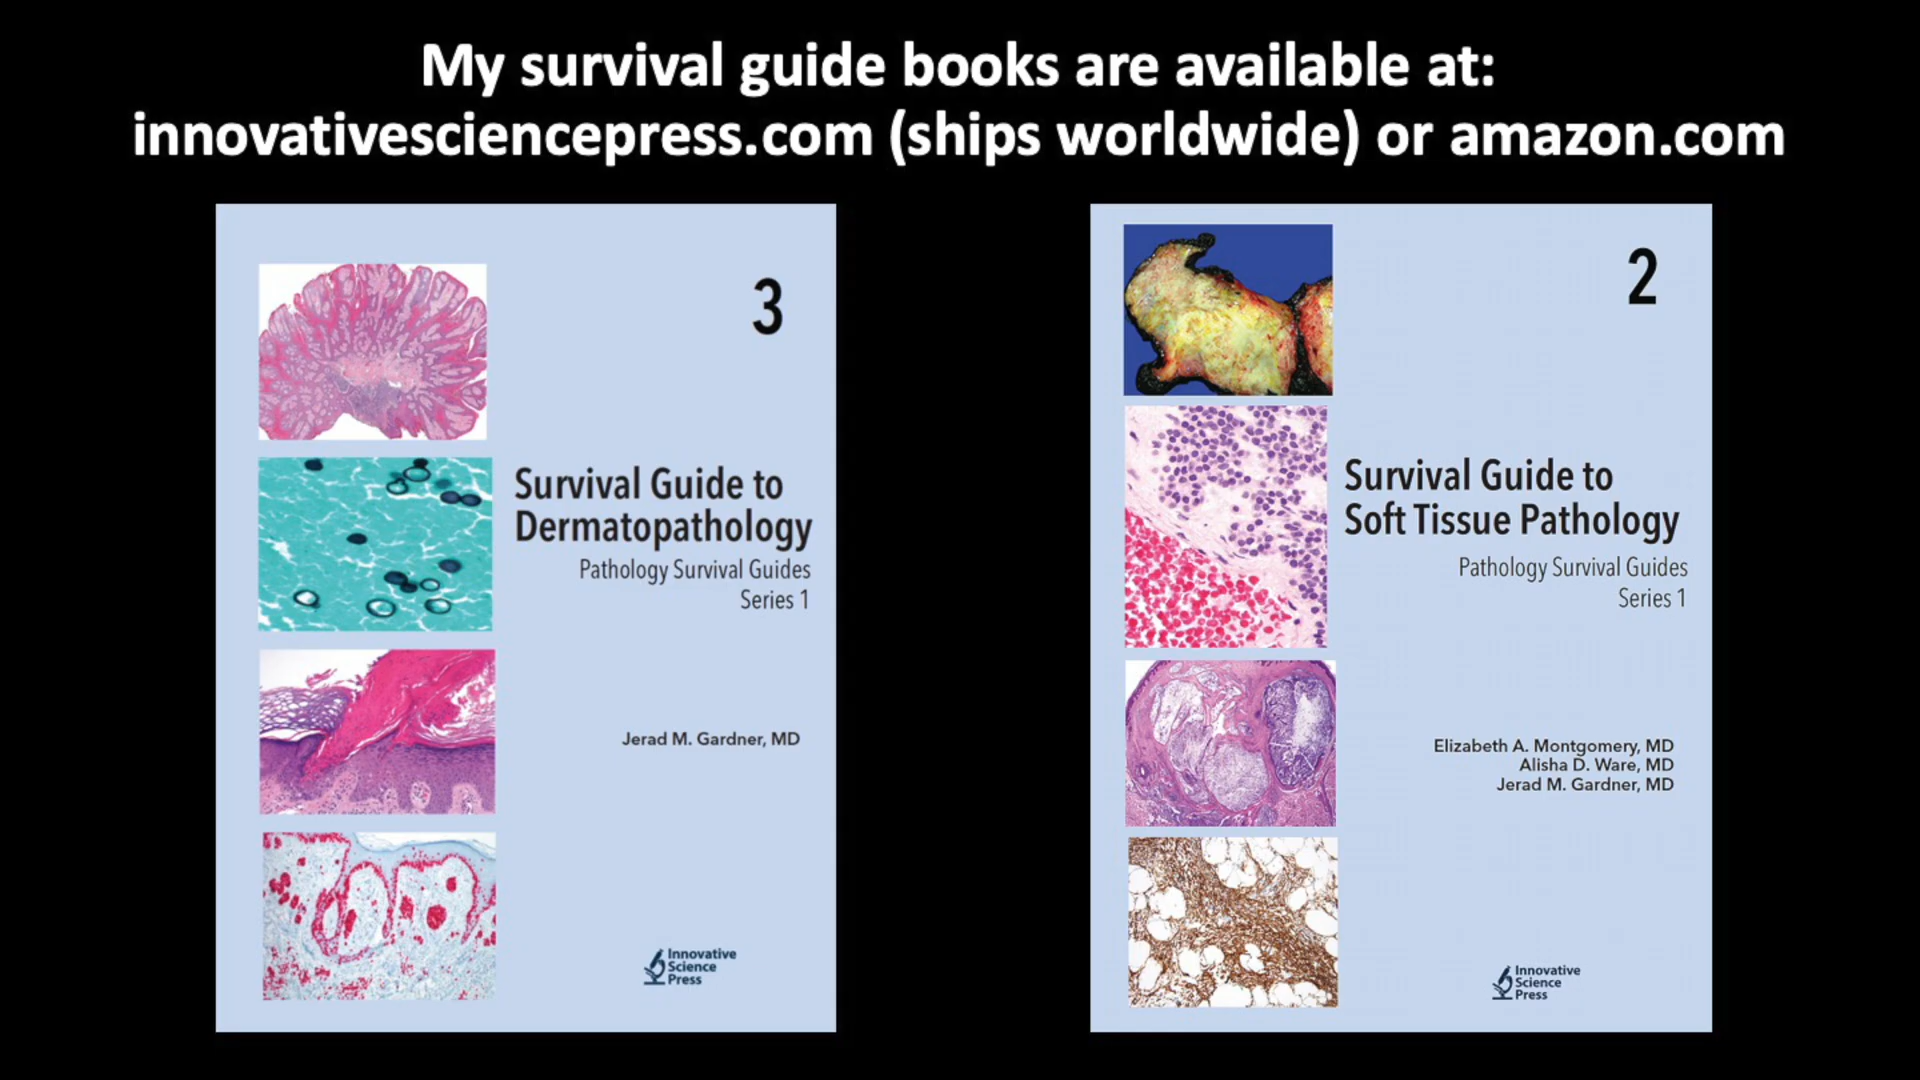 My survival guide books are available at:
innovativesciencepress.com (ships worldwide) or amazon.com
3
Survival Guide to
Dermatopathology
Pathology Survival Guides
Series 1
Jerad M. Gardner, MD
Innovative
Science
Press
2
Survival Guide to
Soft Tissue Pathology
Pathology Survival Guides
Series 1
Elizabeth A. Montgomery, MD
Alisha D. Ware, MD
Jerad M. Gardner, MD
Innovative
Science
Press